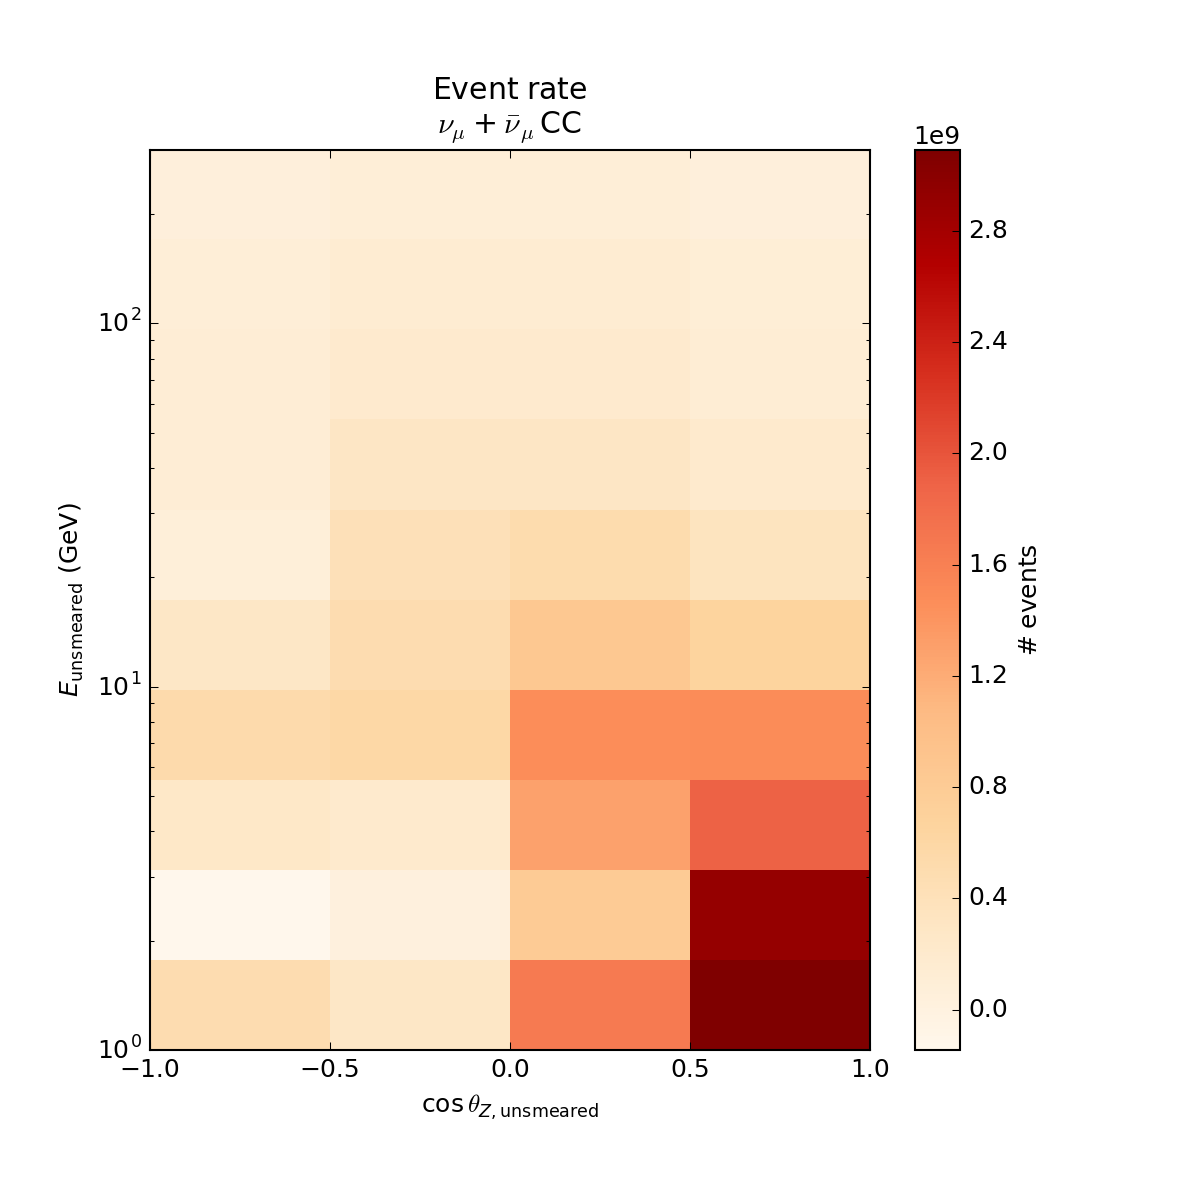 Event rate
νμ + ν̄μ CC
1e9
2.8
2.4
2.0
1.6
1.2
0.8
0.4
0.0
# events
10²
10¹
10⁰
E unsmeared (GeV)
−1.0 −0.5 0.0 0.5 1.0
cos θZ, unsmeared